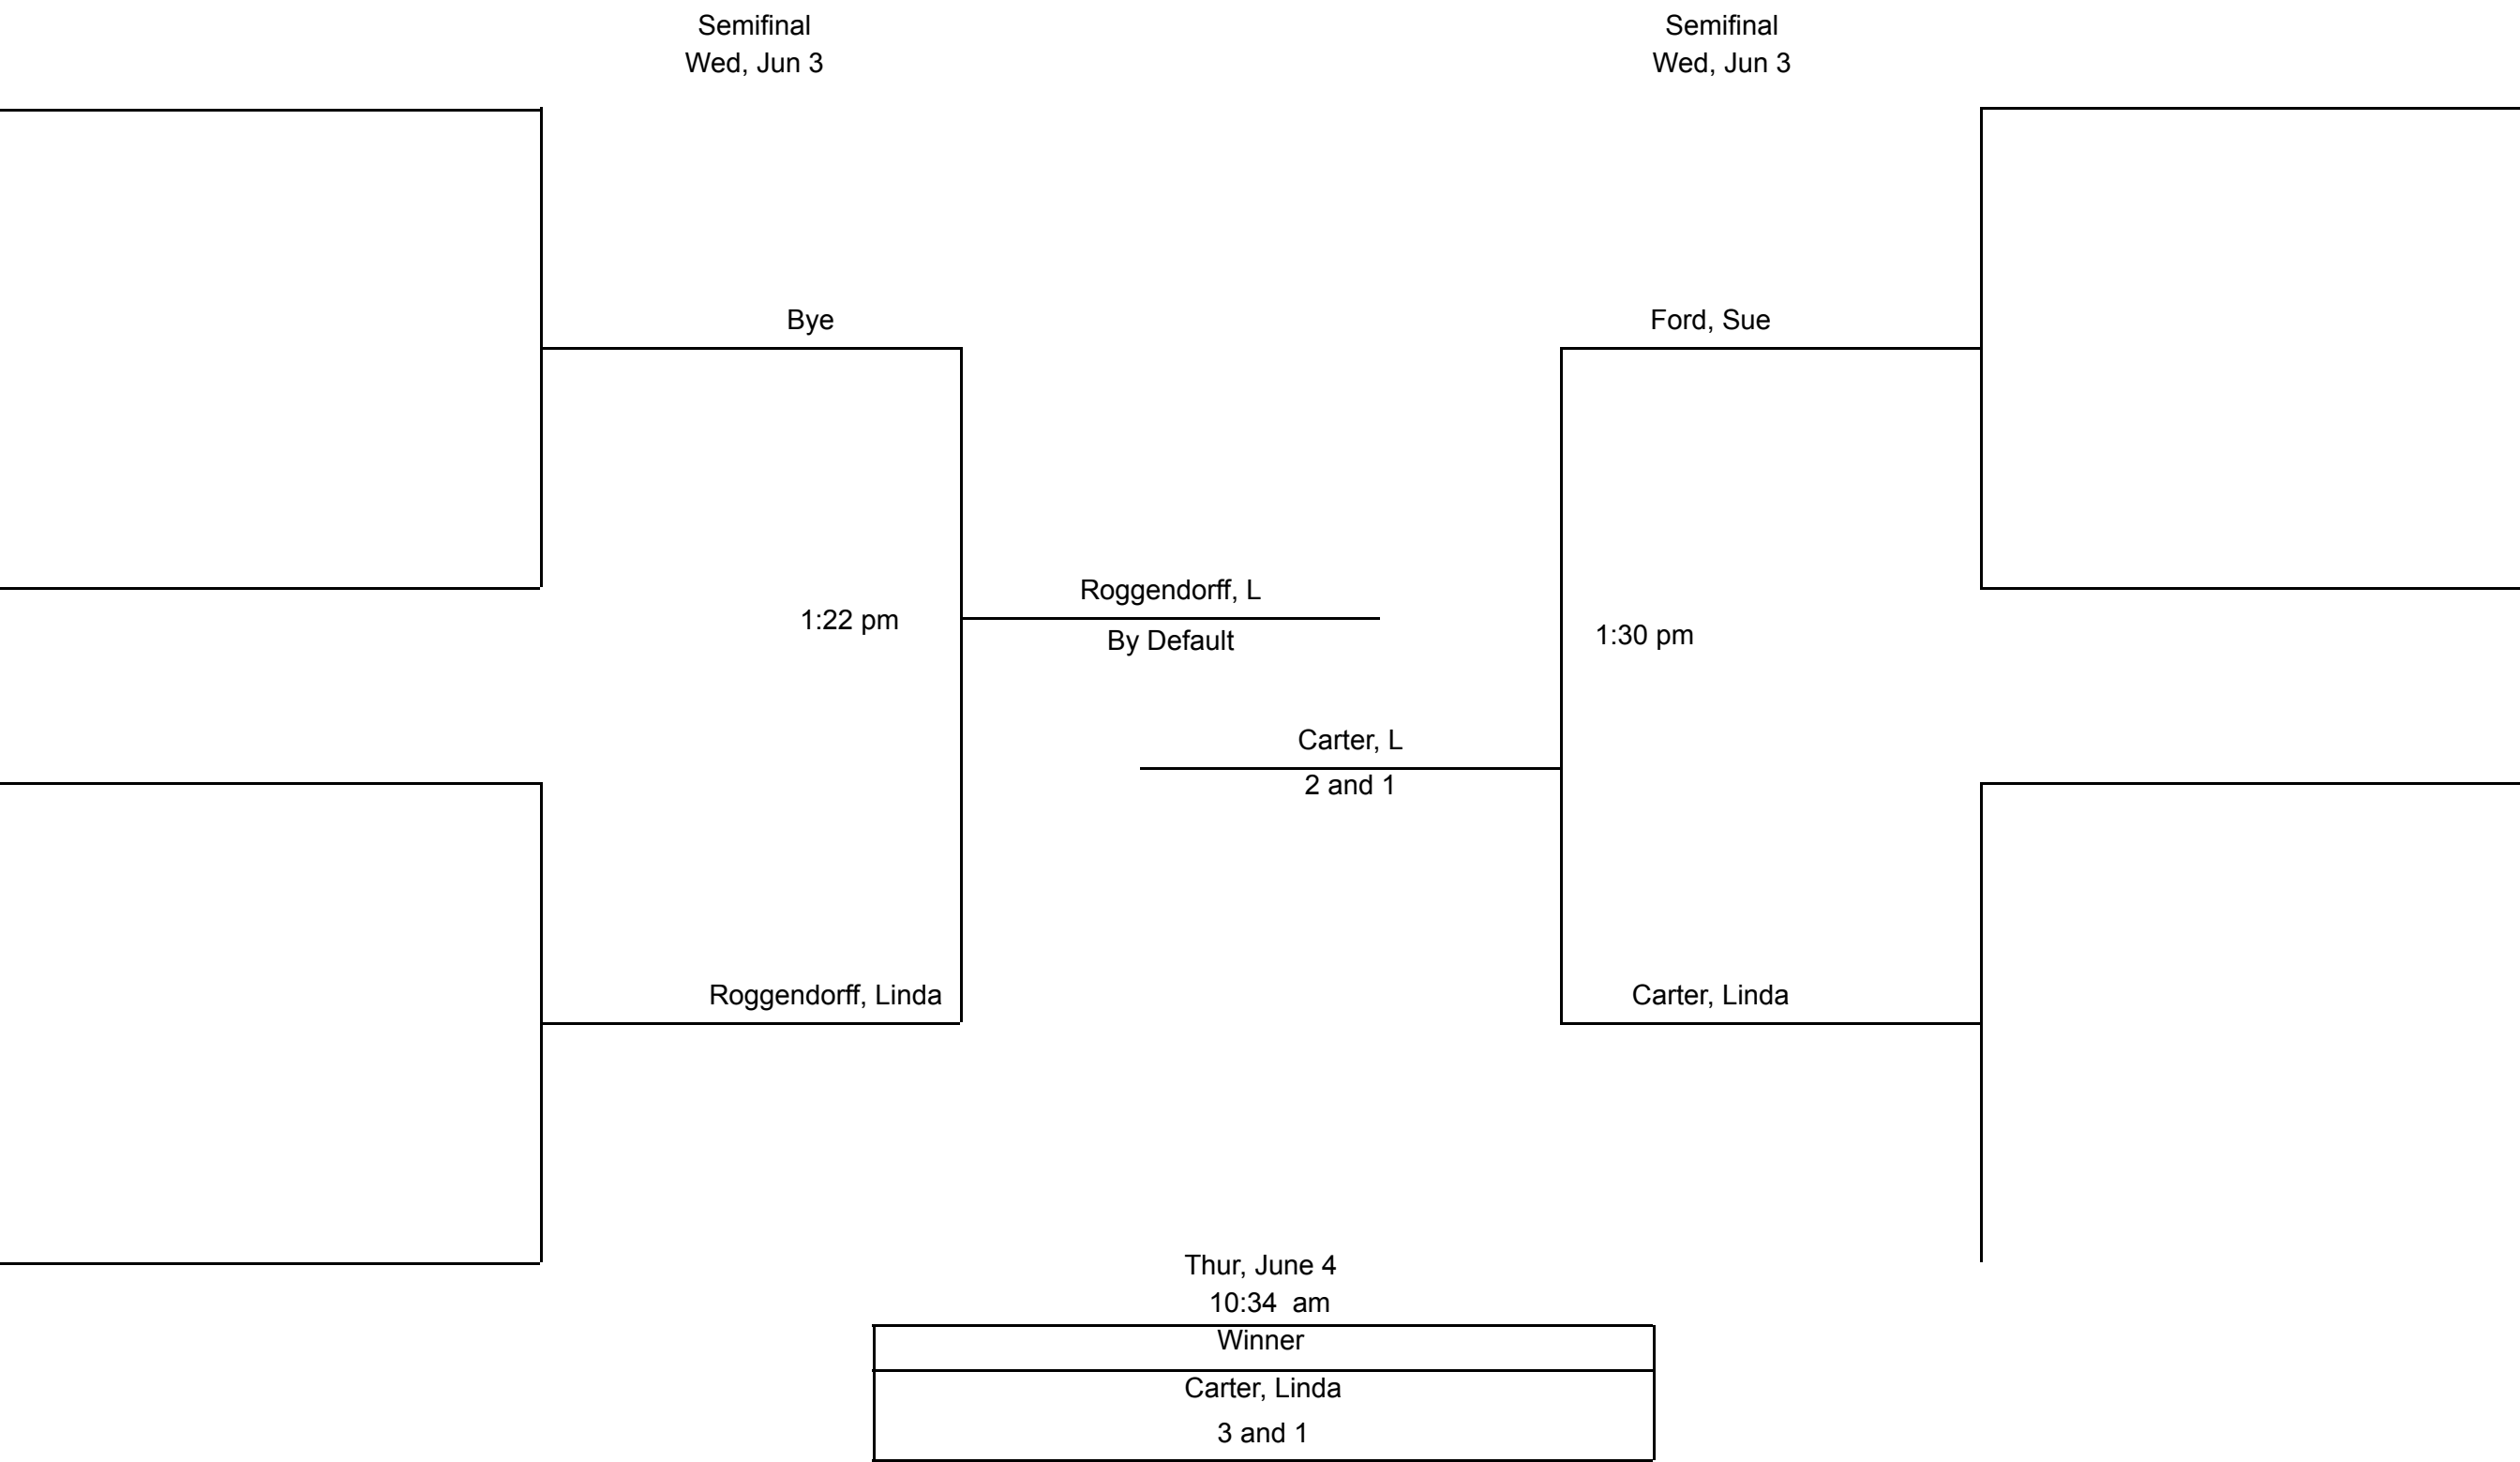 Semifinal
Wed, Jun 3
Semifinal
Wed, Jun 3
Bye
Ford, Sue
Roggendorff, L
1:22 pm
By Default
1:30 pm
Carter, L
2 and 1
Roggendorff, Linda
Carter, Linda
Thur, June 4
10:34 am
Winner
Carter, Linda
3 and 1